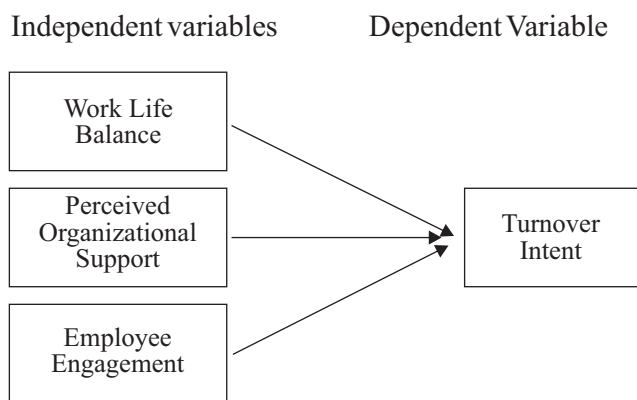 Independent variables
Dependent Variable
Work Life
Balance
Perceived
Organizational
Support
Turnover
Intent
Employee
Engagement